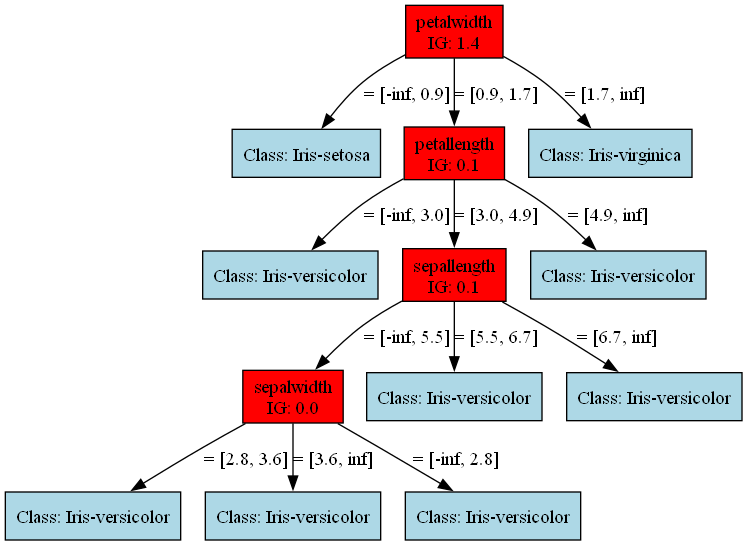 petalwidth
IG: 1.4
= [-inf, 0.9]
= [0.9, 1.7]
= [1.7, inf]
Class: Iris-setosa
petallength
IG: 0.1
Class: Iris-virginica
= [-inf, 3.0]
= [3.0, 4.9]
= [4.9, inf]
Class: Iris-versicolor
sepallength
IG: 0.1
Class: Iris-versicolor
= [-inf, 5.5]
= [5.5, 6.7]
= [6.7, inf]
sepalwidth
IG: 0.0
Class: Iris-versicolor
Class: Iris-versicolor
= [2.8, 3.6]
= [3.6, inf]
= [-inf, 2.8]
Class: Iris-versicolor
Class: Iris-versicolor
Class: Iris-versicolor